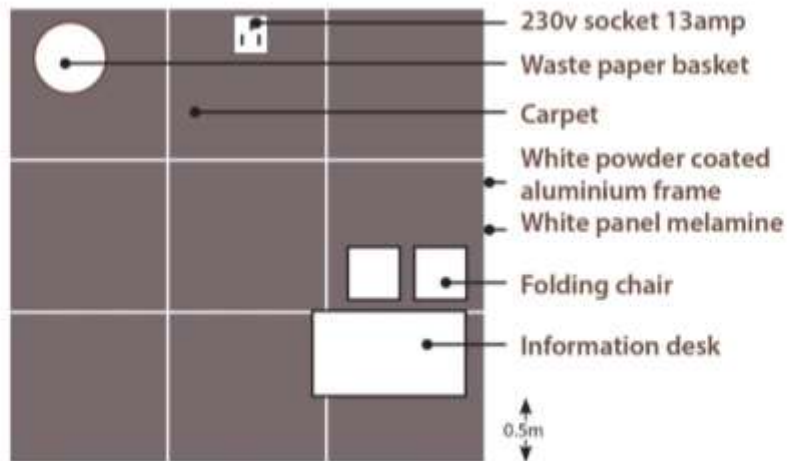 230v socket 13amp
Waste paper basket
Carpet
White powder coated
aluminium frame
White panel melamine
Folding chair
Information desk
0.5m